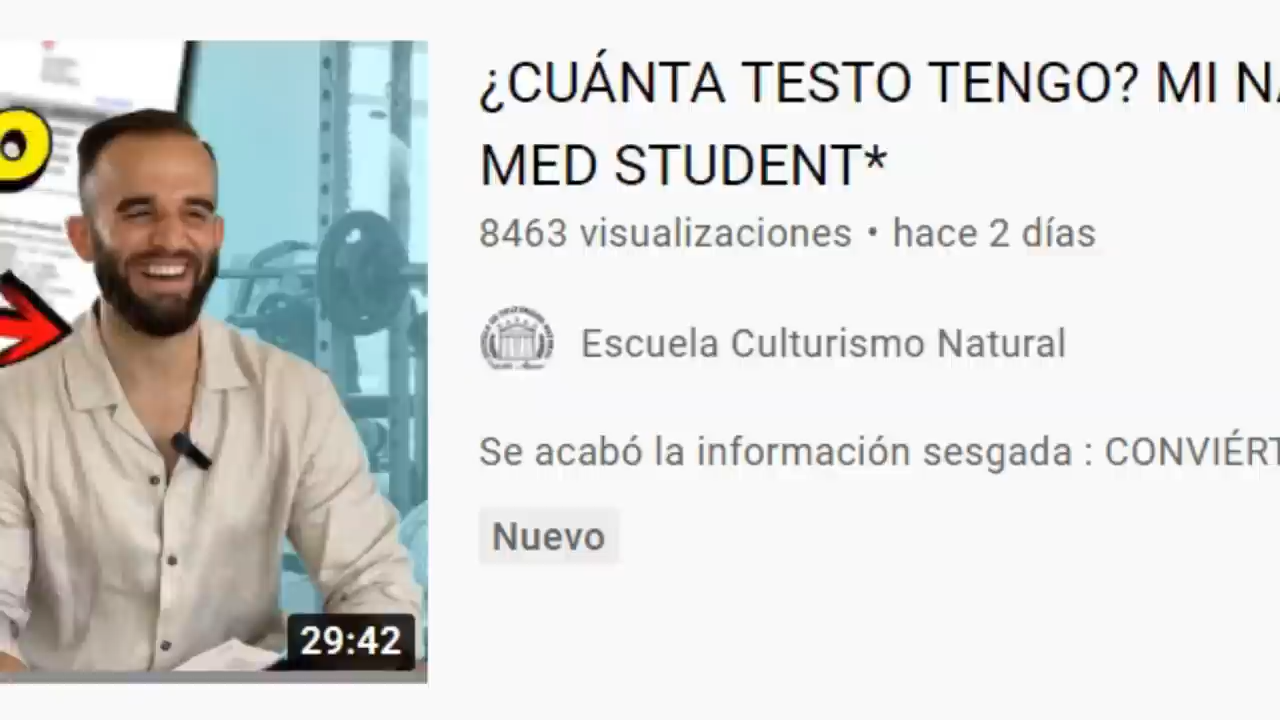 ¿CUÁNTA TESTO TENGO? MI
MED STUDENT*
8463 visualizaciones • hace 2 días
Escuela Culturismo Natural
Se acabó la información sesgada :
Nuevo
29:42